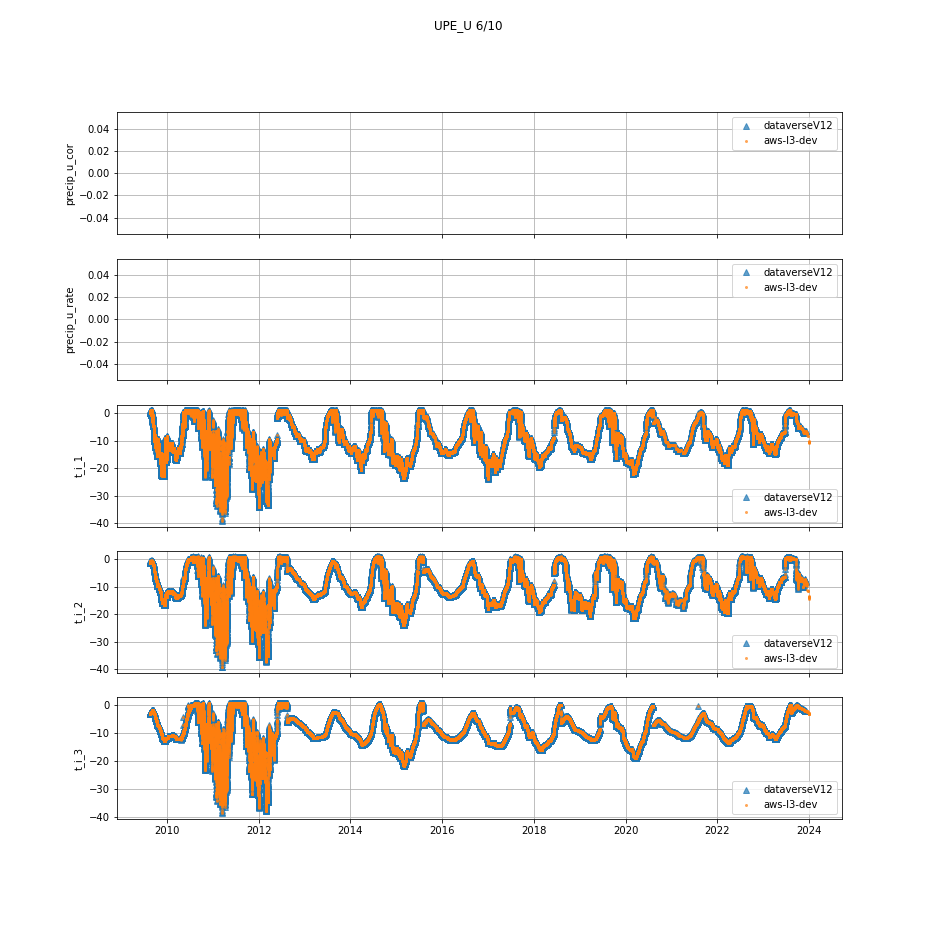 UPE_U 6/10
0.04
0.02
0.00
−0.02
−0.04
precip_u_cor
dataverseV12
aws-l3-dev
0.04
0.02
0.00
−0.02
−0.04
precip_u_rate
dataverseV12
aws-l3-dev
0
−10
−20
−30
−40
t_i_1
dataverseV12
aws-l3-dev
0
−10
−20
−30
−40
t_i_2
dataverseV12
aws-l3-dev
0
−10
−20
−30
−40
t_i_3
dataverseV12
aws-l3-dev
2010 2012 2014 2016 2018 2020 2022 2024